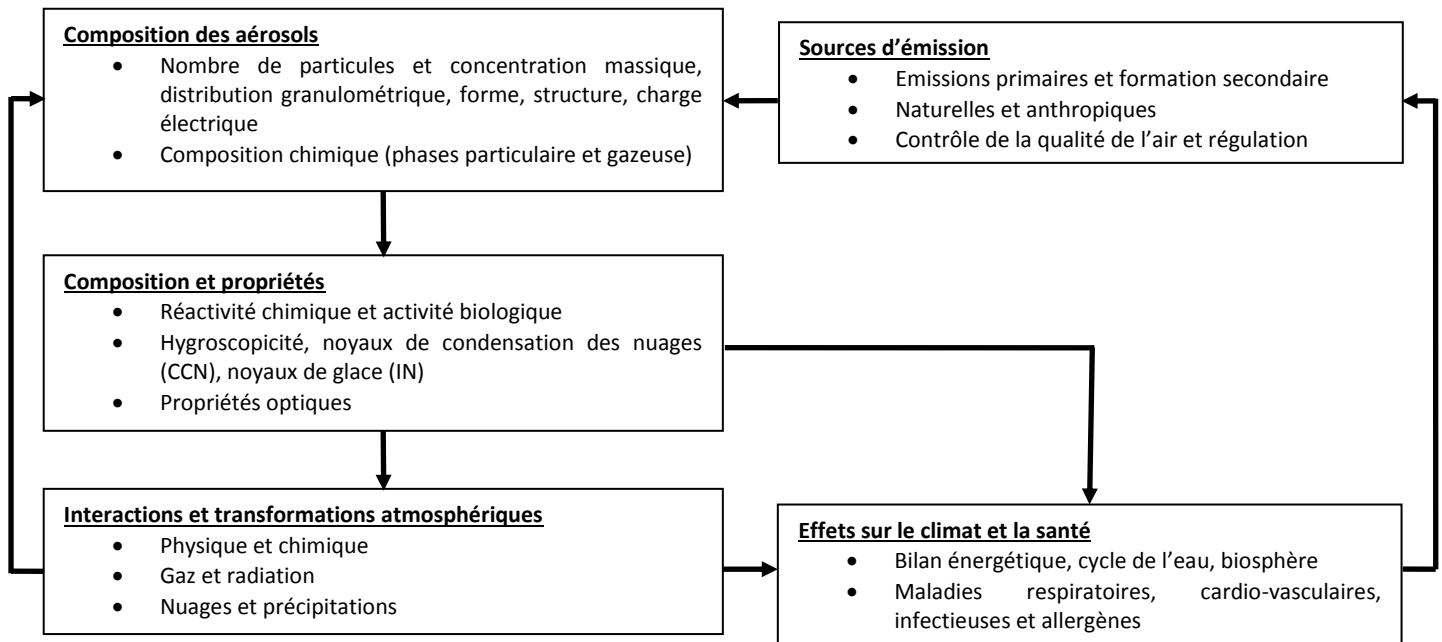 Composition des aérosols
• Nombre de particules et concentration massique,
distribution granulométrique, forme, structure, charge
électrique
• Composition chimique (phases particulaire et gazeuse)
Sources d’émission
• Emissions primaires et formation secondaire
• Naturelles et anthropiques
• Contrôle de la qualité de l’air et régulation
Composition et propriétés
• Réactivité chimique et activité biologique
• Hygroscopicité, noyaux de condensation des nuages
(CCN), noyaux de glace (IN)
• Propriétés optiques
Interactions et transformations atmosphériques
• Physique et chimique
• Gaz et radiation
• Nuages et précipitations
Effets sur le climat et la santé
• Bilan énergétique, cycle de l’eau, biosphère
• Maladies respiratoires, cardio-vasculaires,
infectieuses et allergènes